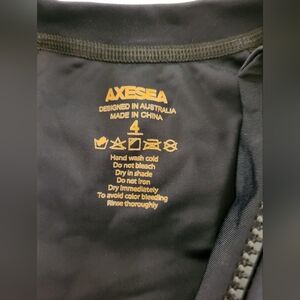 AXESEA
DESIGNED IN AUSTRALIA
MADE IN CHINA
4
Hand wash cold
Do not bleach
Dry in shade
Do not iron
Dry immediately
To avoid color bleeding
Rinse thoroughly